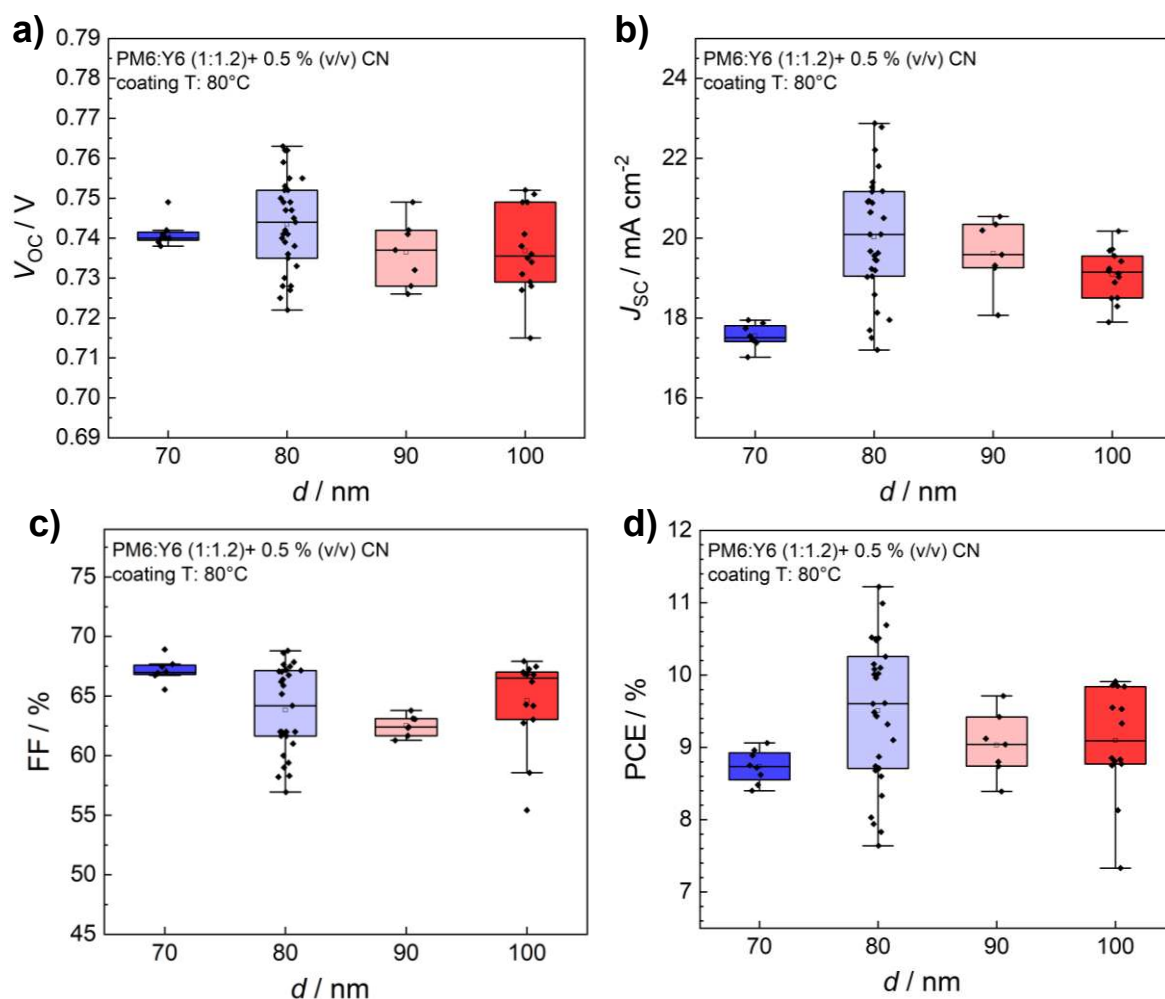 a)
PM6:Y6 (1:1.2)+ 0.5 % (v/v) CN
coating T: 80°C
0.79
0.78
0.77
0.76
0.75
0.74
0.73
0.72
0.71
0.70
0.69
V_OC / V
70 80 90 100
d / nm
b)
PM6:Y6 (1:1.2)+ 0.5 % (v/v) CN
coating T: 80°C
24
22
20
18
16
J_SC / mA cm⁻²
70 80 90 100
d / nm
c)
PM6:Y6 (1:1.2)+ 0.5 % (v/v) CN
coating T: 80°C
75
70
65
60
55
50
45
FF / %
70 80 90 100
d / nm
d)
PM6:Y6 (1:1.2)+ 0.5 % (v/v) CN
coating T: 80°C
12
11
10
9
8
7
PCE / %
70 80 90 100
d / nm